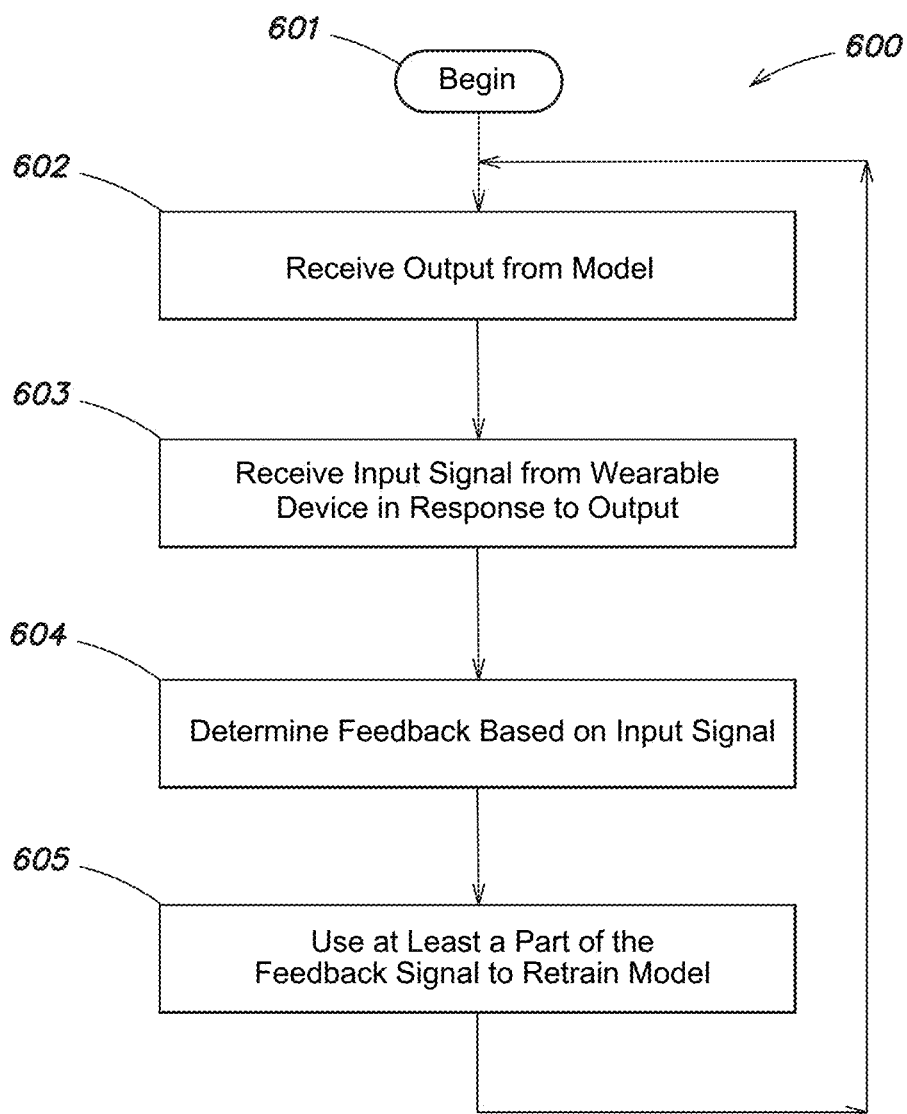 601
600
Begin
602
Receive Output from Model
603
Receive Input Signal from Wearable
Device in Response to Output
604
Determine Feedback Based on Input Signal
605
Use at Least a Part of the
Feedback Signal to Retrain Model